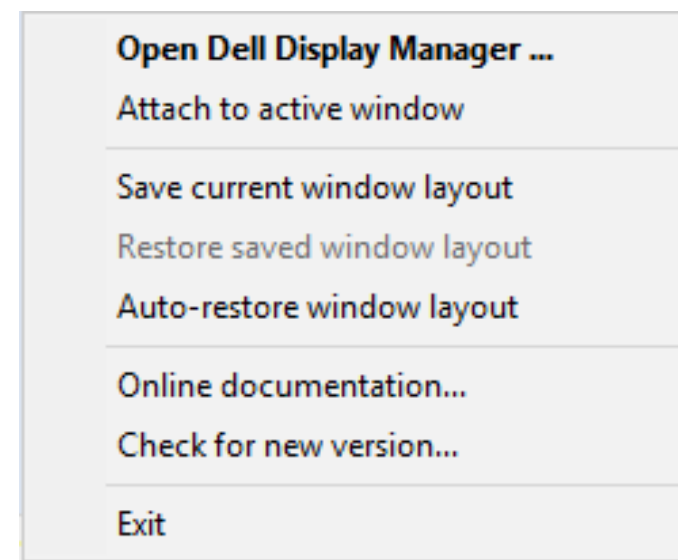 Open Dell Display Manager ...
Attach to active window
Save current window layout
Restore saved window layout
Auto-restore window layout
Online documentation...
Check for new version...
Exit